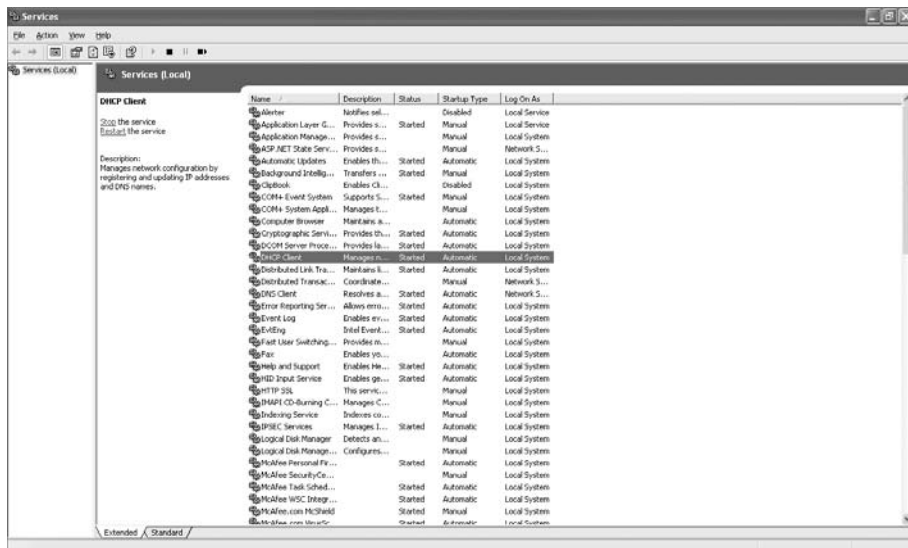 Services
File Action View Help
Services (Local)
Services (Local)
DHCP Client
Stop the service
Restart the service
Description:
Manages network configuration by
registering and updating IP addresses
and DNS names.
Name Description Status Startup Type Log On As
Alerter Notifies sel... Disabled Local Service
Application Layer G... Provides s... Started Manual Local Service
Application Manage... Provides s... Manual Local System
ASP.NET State Serv... Provides s... Manual Network S...
Automatic Updates Enables th... Started Automatic Local System
Background Intellig... Transfers ... Started Manual Local System
ClipBook Enables Cli... Disabled Local System
COM+ Event System Supports S... Started Manual Local System
COM+ System Appli... Manages t... Manual Local System
Computer Browser Maintains a... Automatic Local System
Cryptographic Servi... Provides th... Started Automatic Local System
DCOM Server Proce... Provides la... Started Automatic Local System
DHCP Client Manages n... Started Automatic Local System
Distributed Link Tra... Maintains li... Started Automatic Local System
Distributed Transac... Coordinate... Manual Network S...
DNS Client Resolves a... Started Automatic Network S...
Error Reporting Ser... Allows erro... Started Automatic Local System
Event Log Enables ev... Started Automatic Local System
EvtEng Intel Event... Started Automatic Local System
Fast User Switching... Provides m... Manual Local System
Fax Enables yo... Automatic Local System
Help and Support Enables He... Started Automatic Local System
HID Input Service Enables ge... Started Automatic Local System
HTTP SSL This servic... Manual Local System
IMAPI CD-Burning C... Manages C... Manual Local System
Indexing Service Indexes co... Manual Local System
IPSEC Services Manages I... Started Automatic Local System
Logical Disk Manager Detects an... Manual Local System
Logical Disk Manage... Configures... Manual Local System
McAfee Personal Fir... Started Automatic Local System
McAfee SecurityCe... Manual Local System
McAfee Task Sched... Started Automatic Local System
McAfee WSC Integr... Started Automatic Local System
McAfee.com McShield Started Manual Local System
McAfee.com VirusSc... Started Automatic Local System
Extended Standard